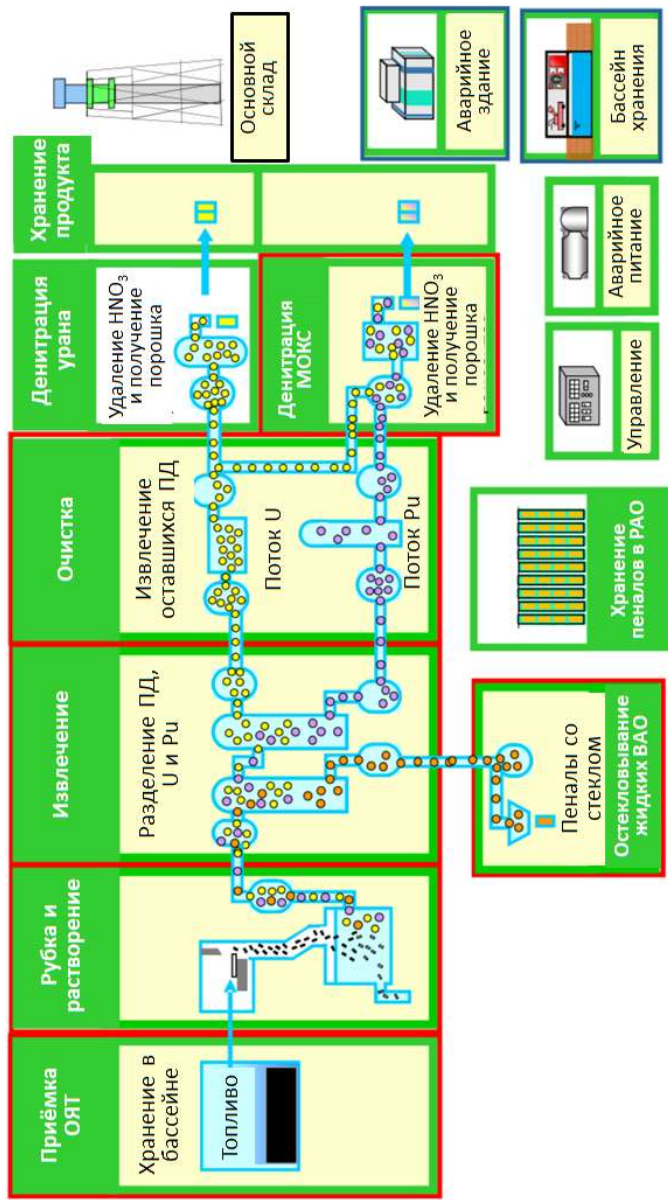 Приёмка
ОЯТ
Хранение в
бассейне
Топливо
Рубка и
растворение
Извлечение
Разделение ПД,
U и Pu
Очистка
Извлечение
оставшихся ПД
Поток U
Поток Pu
Денитрация
урана
Удаление HNO₃
и получение
порошка
Денитрация
МОКС
Удаление HNO₃
и получение
порошка
Хранение
продукта
Основной
склад
Пеналы со
стеклом
Остекловывание
жидких ВАО
Хранение
пеналов в РАО
Управление
Аварийное
питание
Аварийное
здание
Бассейн
хранения